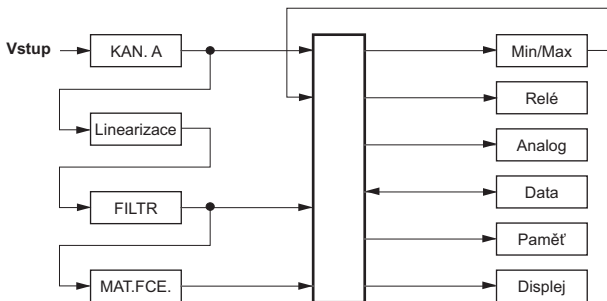 Vstup
KAN. A
Min/Max
Relé
Linearizace
Analog
Data
FILTR
Paměť
MAT.FCE.
Displej